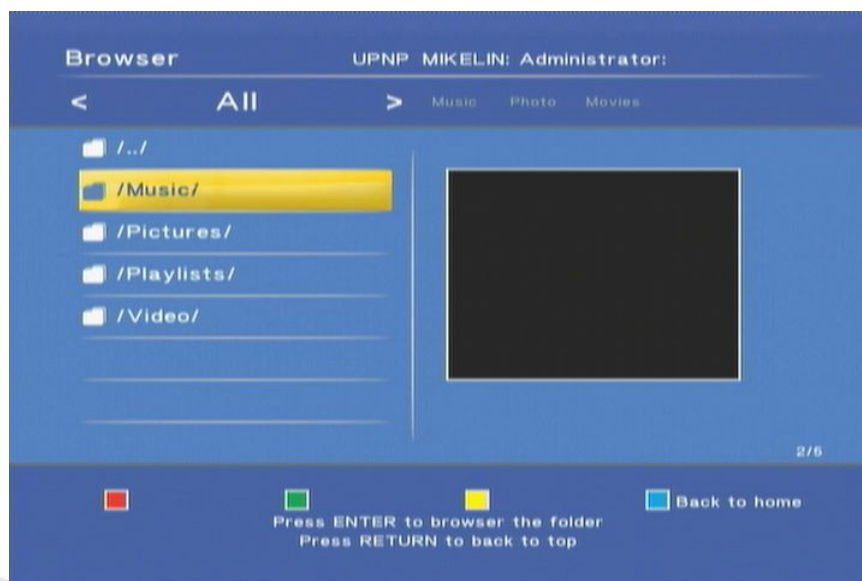 Browser UPNP MIKELIN: Administrator:
< All > Music Photo Movies
/../
/Music/
/Pictures/
/Playlists/
/Video/
2/5
Back to home
Press ENTER to browser the folder
Press RETURN to back to top